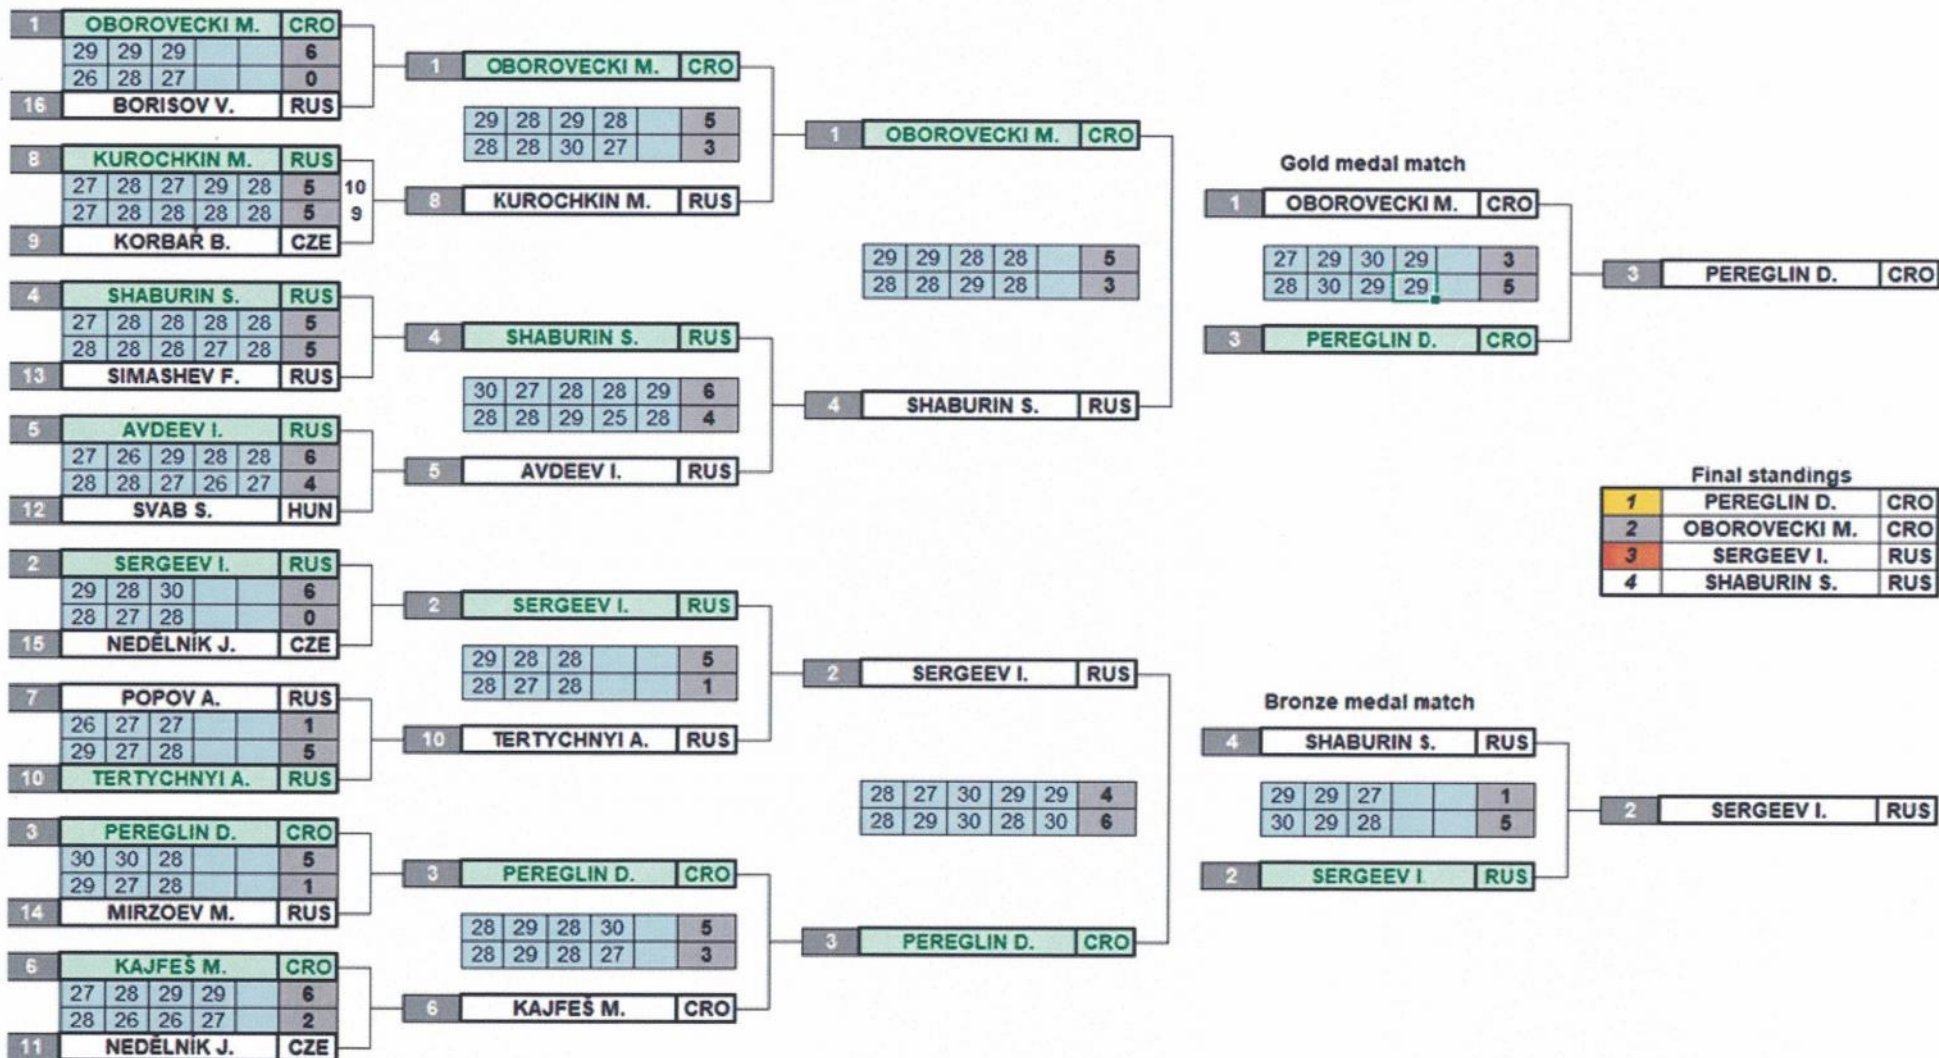 1 OBOROVECKI M. CRO
29 29 29 6
26 28 27 0
16 BORISOV V. RUS
8 KUROCHKIN M. RUS
27 28 27 29 28 5 10
27 28 28 28 28 5 9
9 KORBAŘ B. CZE
4 SHABURIN S. RUS
27 28 28 28 28 5
28 28 28 27 28 5
13 SIMASHEV F. RUS
5 AVDEEV I. RUS
27 26 29 28 28 6
28 28 27 26 27 4
12 SVAB S. HUN
2 SERGEEV I. RUS
29 28 30 6
28 27 28 0
15 NEDĚLNÍK J. CZE
7 POPOV A. RUS
26 27 27 1
29 27 28 5
10 TERTYCHNYI A. RUS
3 PEREGLIN D. CRO
30 30 28 5
29 27 28 1
14 MIRZOEV M. RUS
6 KAJFEŠ M. CRO
27 28 29 29 6
28 26 26 27 2
11 NEDĚLNÍK J. CZE
1 OBOROVECKI M. CRO
29 28 29 28 5
28 28 30 27 3
8 KUROCHKIN M. RUS
4 SHABURIN S. RUS
30 27 28 28 29 6
28 28 29 25 28 4
5 AVDEEV I. RUS
2 SERGEEV I. RUS
29 28 28 5
28 27 28 1
10 TERTYCHNYI A. RUS
3 PEREGLIN D. CRO
28 29 28 30 5
28 29 28 27 3
6 KAJFEŠ M. CRO
1 OBOROVECKI M. CRO
29 29 28 28 5
28 28 29 28 3
4 SHABURIN S. RUS
2 SERGEEV I. RUS
28 27 30 29 29 4
28 29 30 28 30 6
3 PEREGLIN D. CRO
Gold medal match
1 OBOROVECKI M. CRO
27 29 30 29 3
28 30 29 29 5
3 PEREGLIN D. CRO
3 PEREGLIN D. CRO
Final standings
1 PEREGLIN D. CRO
2 OBOROVECKI M. CRO
3 SERGEEV I. RUS
4 SHABURIN S. RUS
Bronze medal match
4 SHABURIN S. RUS
29 29 27 1
30 29 28 5
2 SERGEEV I. RUS
2 SERGEEV I. RUS